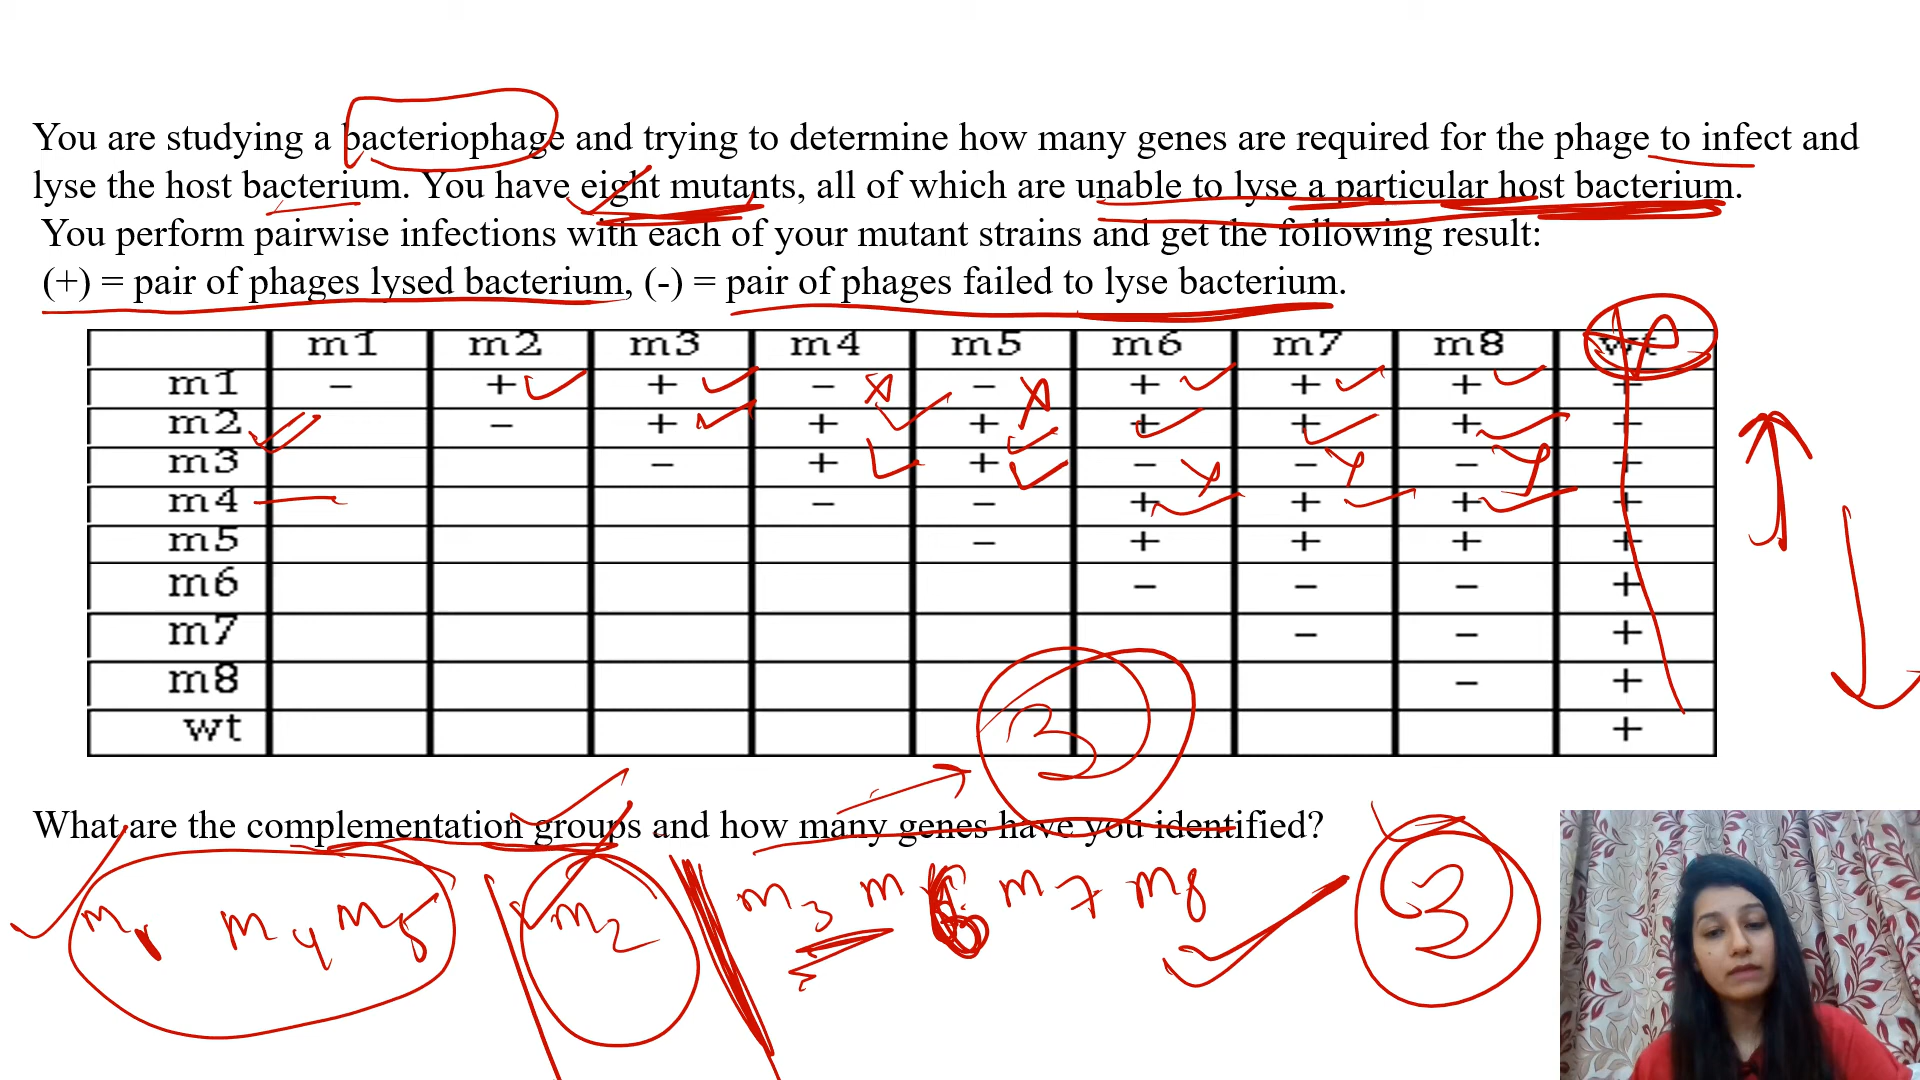 You are studying a bacteriophage and trying to determine how many genes are required for the phage to infect and
lyse the host bacterium. You have eight mutants, all of which are unable to lyse a particular host bacterium.
You perform pairwise infections with each of your mutant strains and get the following result:
(+) = pair of phages lysed bacterium, (-) = pair of phages failed to lyse bacterium.
m1 m2 m3 m4 m5 m6 m7 m8 wt
m1 - + + - - + + + +
m2 - + + + + + + +
m3 - + + - - - +
m4 - - + + + +
m5 - + + + +
m6 - - - +
m7 - - +
m8 - +
wt +
3
What are the complementation groups and how many genes have you identified?
m1 m4 m5 m2 m3 m6 m7 m8 3